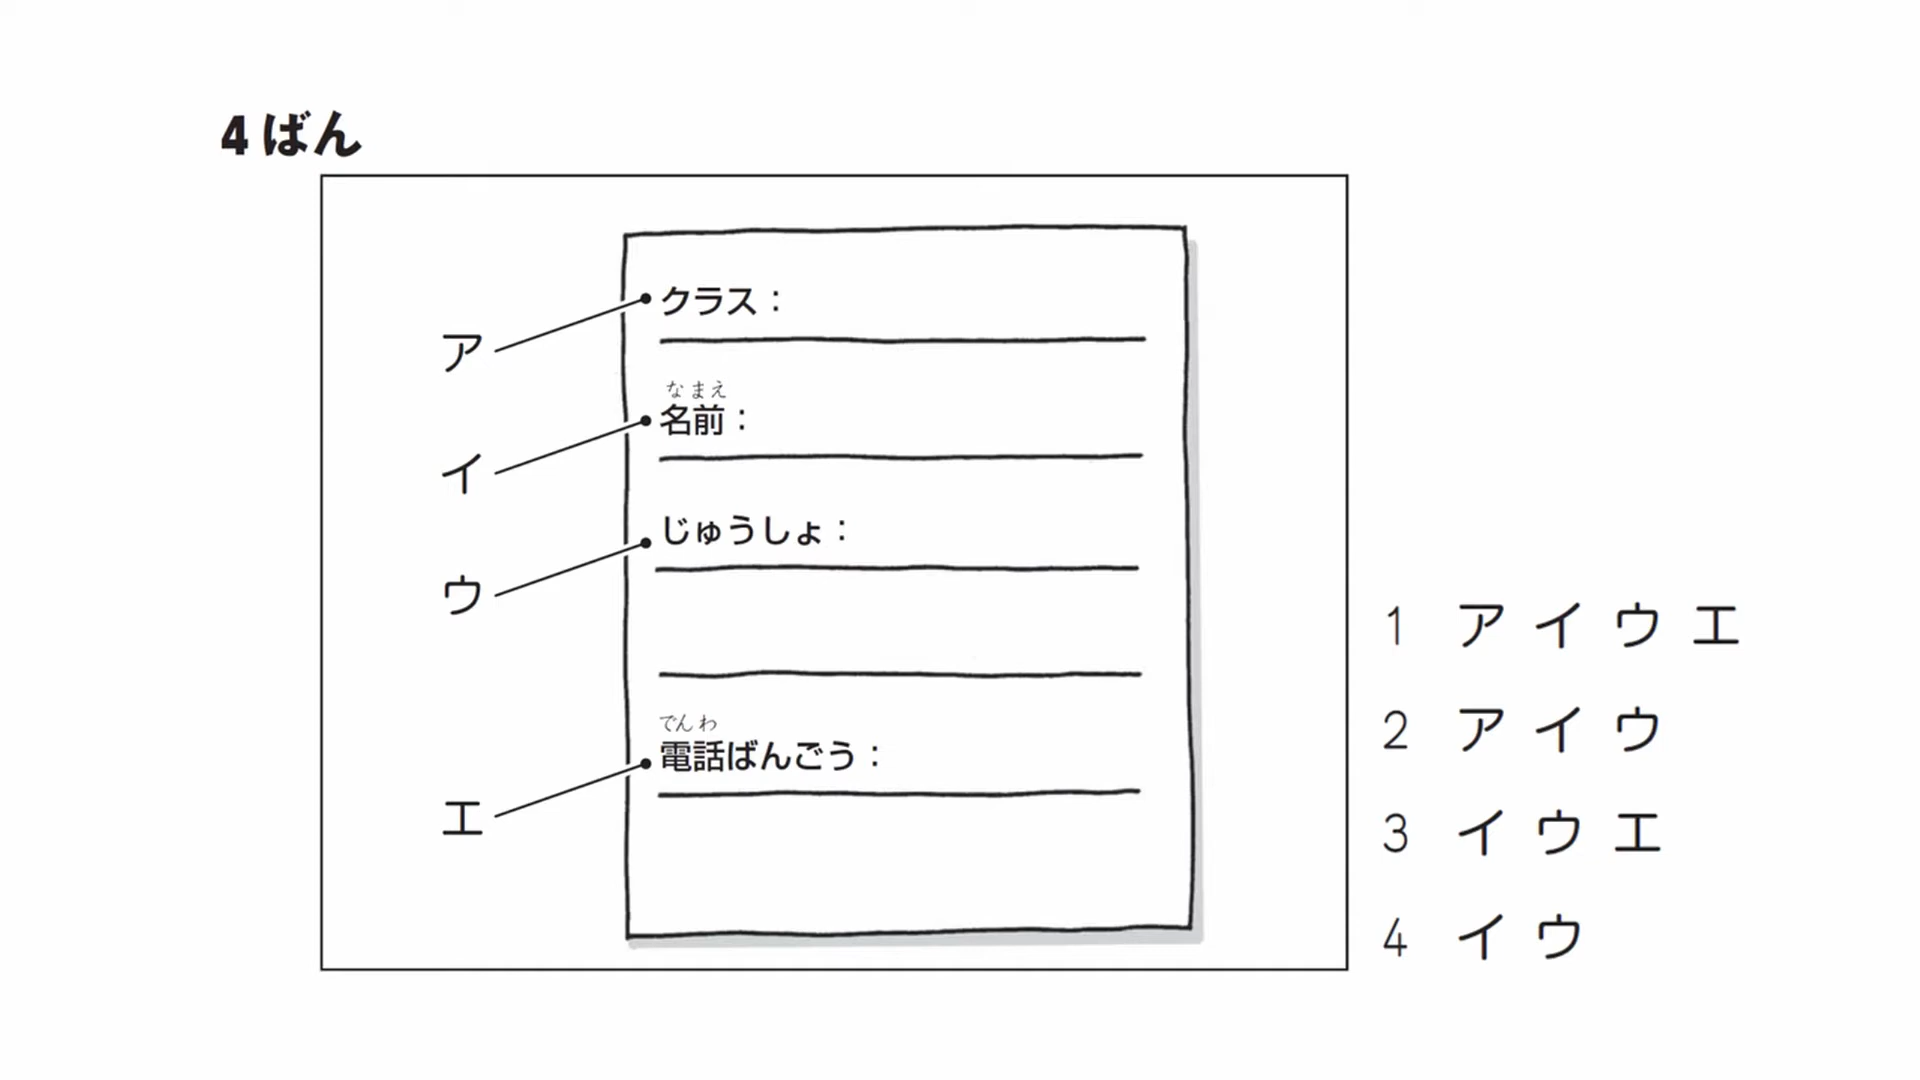 4ばん
ア
クラス：
なまえ
イ
名前：
ウ
じゅうしょ：
でんわ
エ
電話ばんごう：
1 ア イ ウ エ
2 ア イ ウ
3 イ ウ エ
4 イ ウ